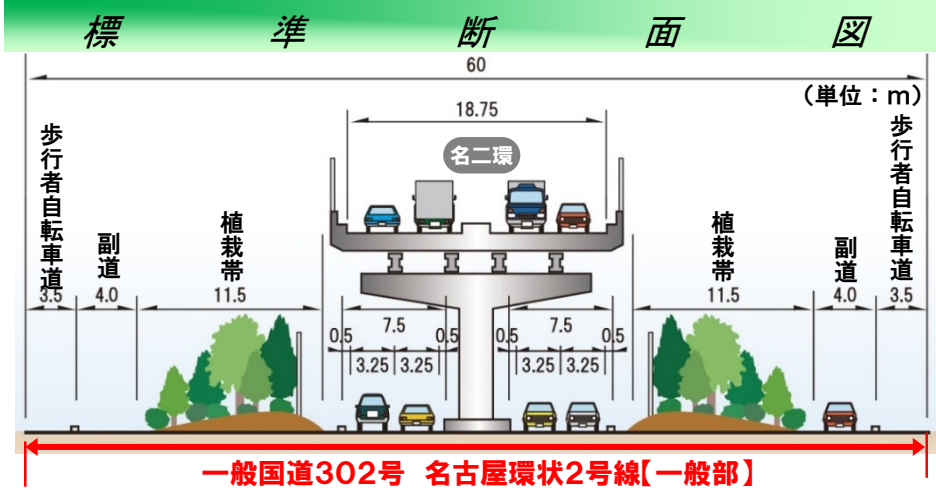 標準断面図
60
（単位：m）
18.75
名二環
歩行者自転車道
副道
植栽帯
植栽帯
副道
歩行者自転車道
3.5 4.0 11.5 11.5 4.0 3.5
7.5 7.5
0.5 0.5 0.5 0.5
3.25 3.25 3.25 3.25
一般国道302号 名古屋環状2号線【一般部】